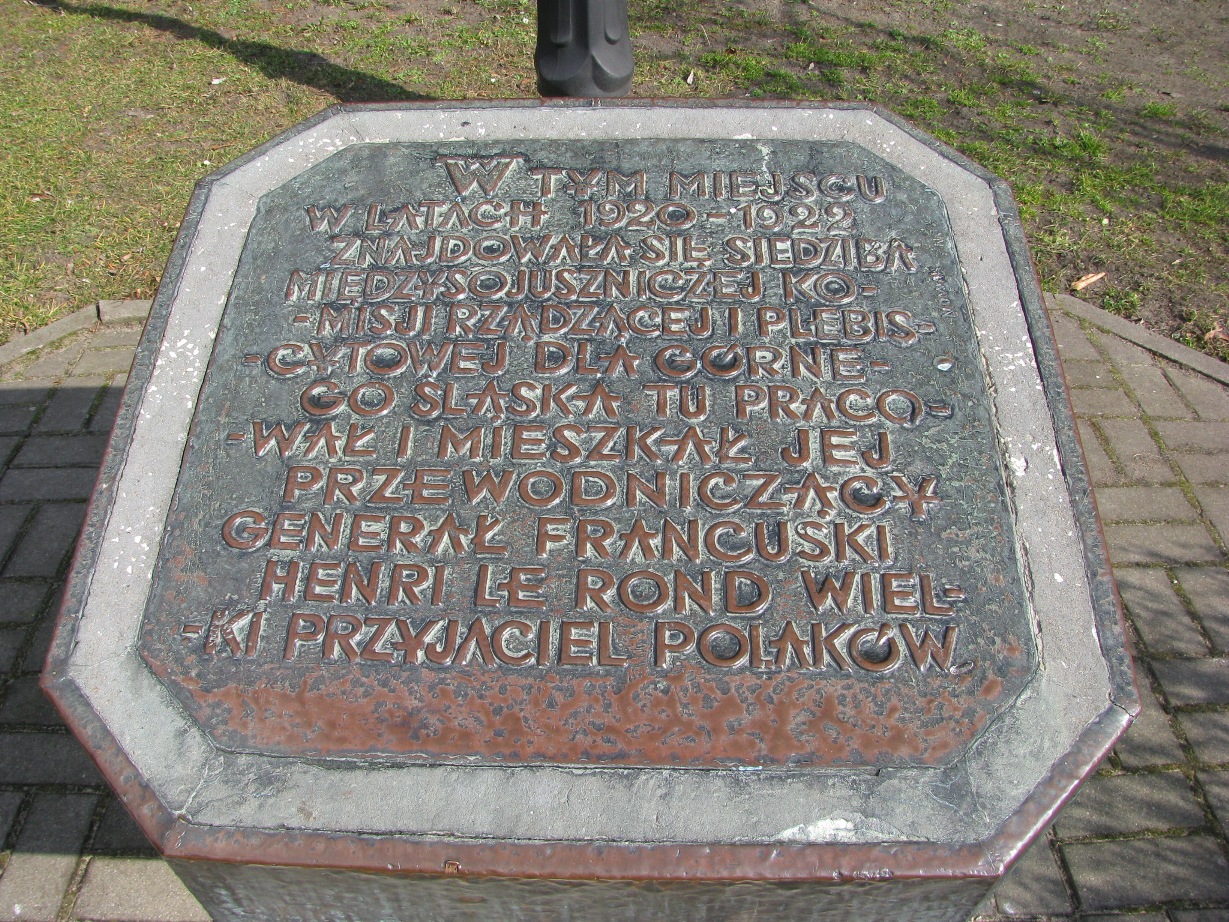 W TYM MIEJSCU
W LATACH 1920-1922
ZNAJDOWAŁA SIĘ SIEDZIBA
MIĘDZYSOJUSZNICZEJ KO-
-MISJI RZĄDZĄCEJ I PLEBIS-
-CYTOWEJ DLA GÓRNE-
GO ŚLĄSKA TU PRACO-
-WAŁ I MIESZKAŁ JEJ
PRZEWODNICZĄCY
GENERAŁ FRANCUSKI
HENRI LE ROND WIEL-
-KI PRZYJACIEL POLAKÓW